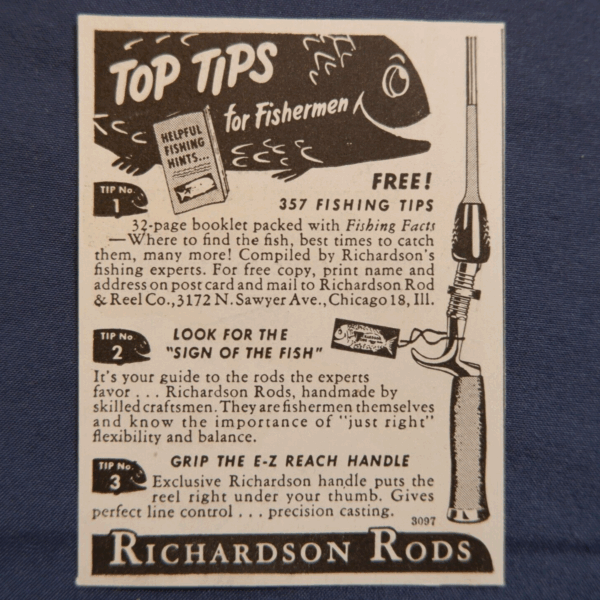 TOP TIPS
for Fishermen
HELPFUL
FISHING
HINTS...
FREE!
TIP No.
1
357 FISHING TIPS
32-page booklet packed with Fishing Facts
—Where to find the fish, best times to catch
them, many more! Compiled by Richardson's
fishing experts. For free copy, print name and
address on post card and mail to Richardson Rod
& Reel Co., 3172 N. Sawyer Ave., Chicago 18, Ill.
TIP No.
2
LOOK FOR THE
"SIGN OF THE FISH"
It's your guide to the rods the experts
favor . . . Richardson Rods, handmade by
skilled craftsmen. They are fishermen themselves
and know the importance of "just right"
flexibility and balance.
TIP No.
3
GRIP THE E-Z REACH HANDLE
Exclusive Richardson handle puts the
reel right under your thumb. Gives
perfect line control . . . precision casting.
3097
RICHARDSON RODS